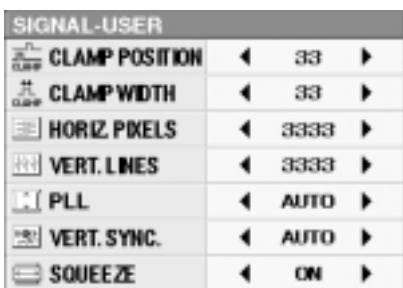 SIGNAL-USER
CLAMP POSITION ◀ 33 ▶
CLAMP WIDTH ◀ 33 ▶
HORIZ. PIXELS ◀ 3333 ▶
VERT. LINES ◀ 3333 ▶
PLL ◀ AUTO ▶
VERT. SYNC. ◀ AUTO ▶
SQUEEZE ◀ ON ▶